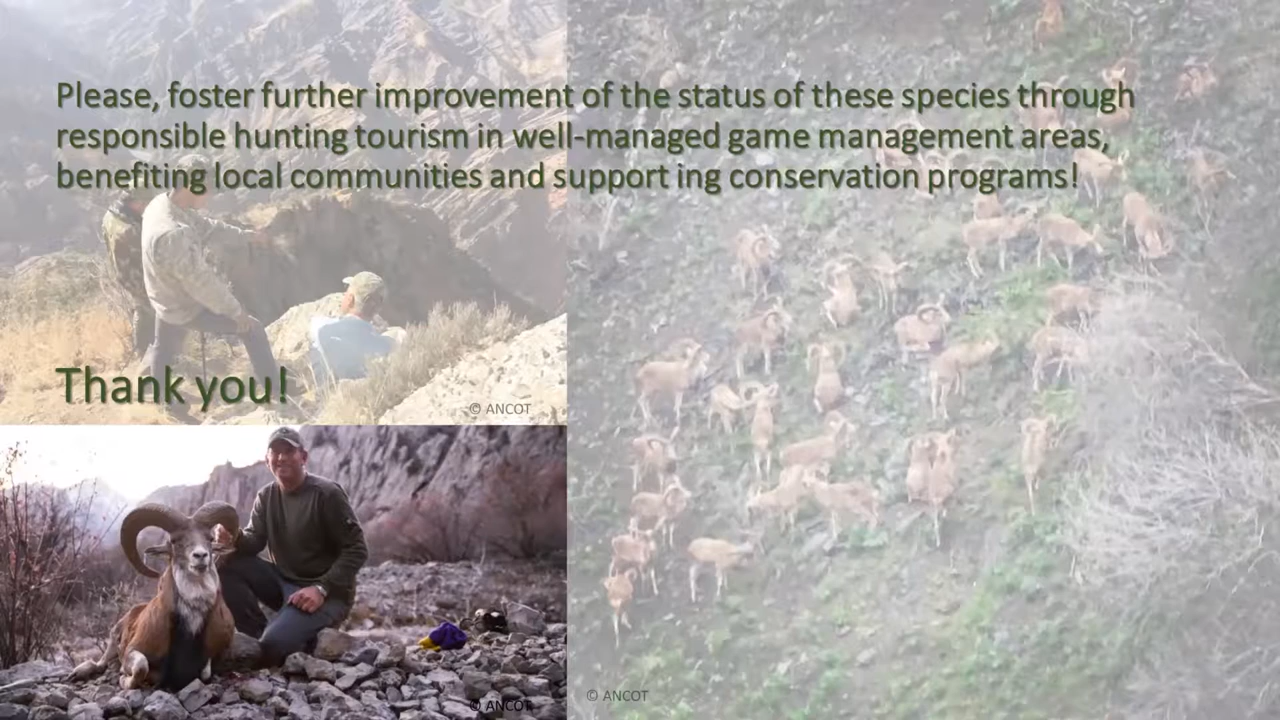 Please, foster further improvement of the status of these species through
responsible hunting tourism in well-managed game management areas,
benefiting local communities and support ing conservation programs!
Thank you!
© ANCOT
© ANCOT
© ANCOT